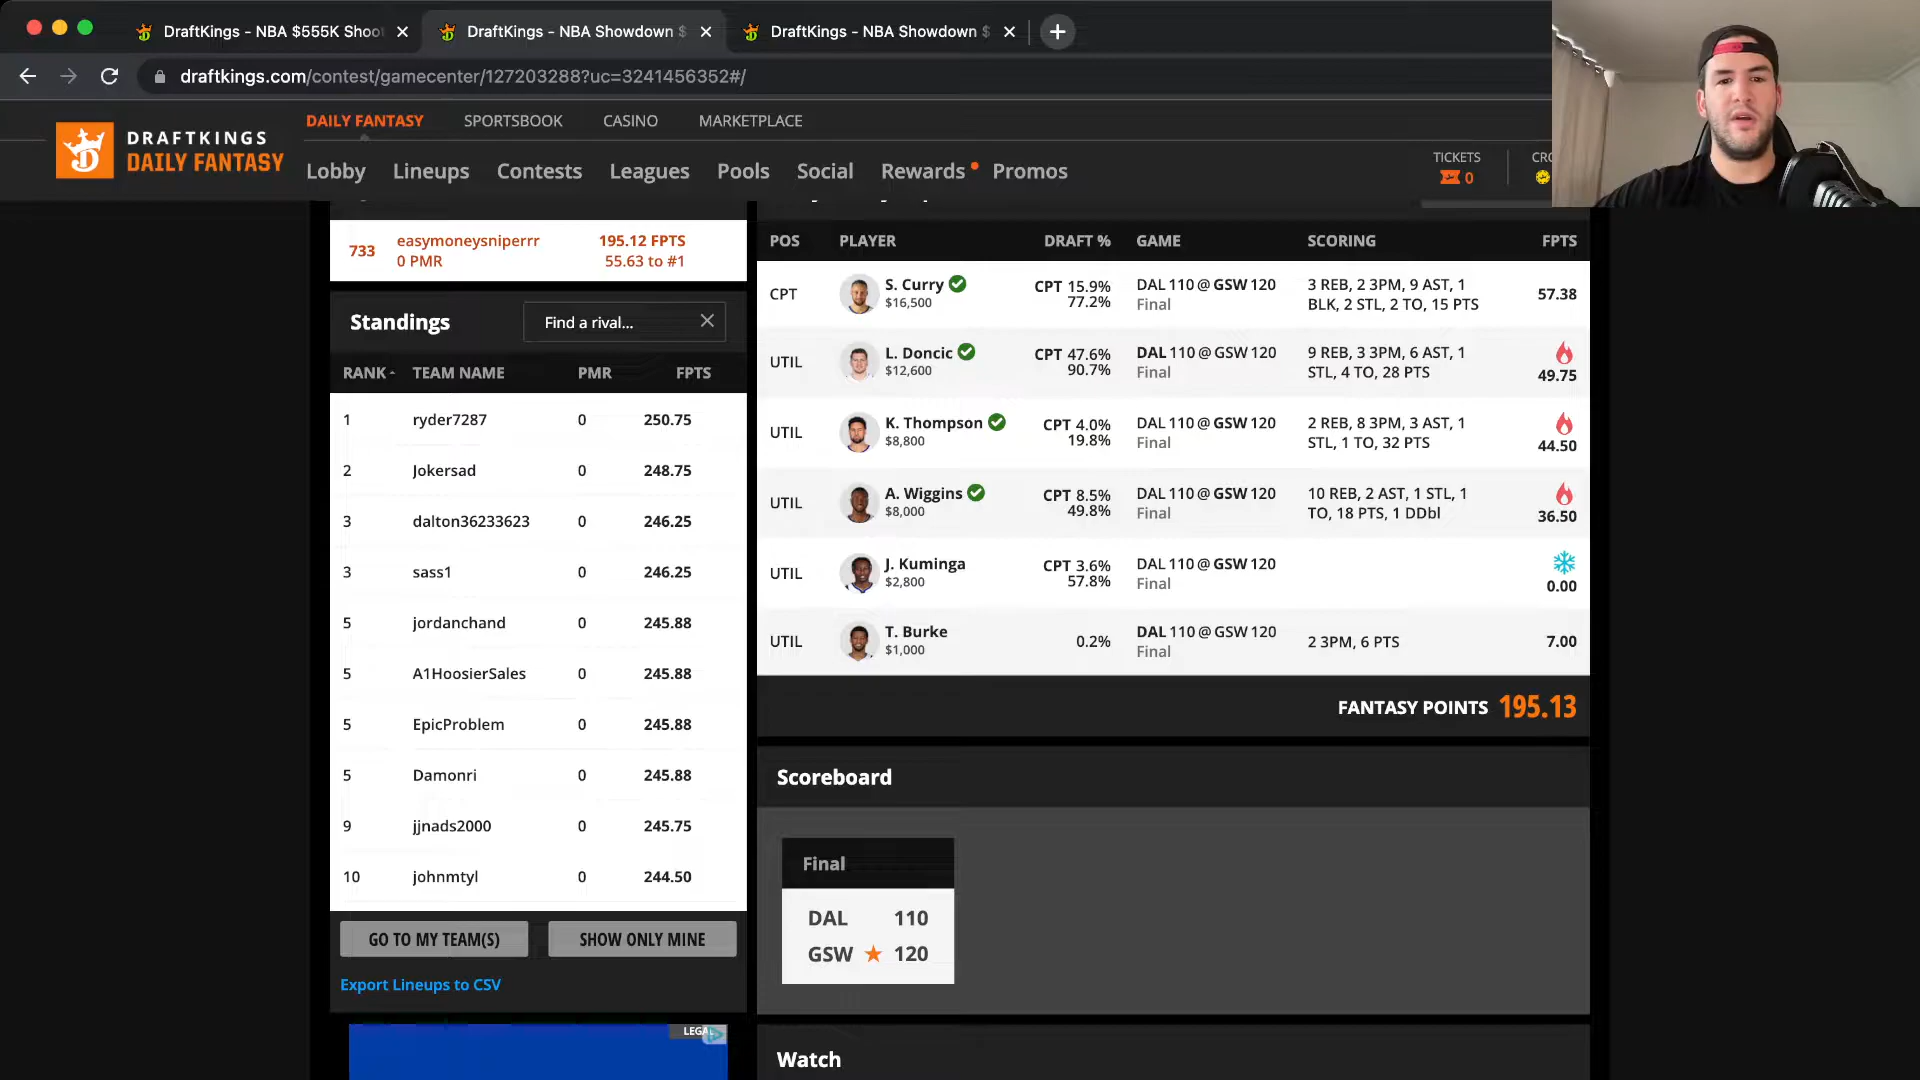 DraftKings - NBA $555K Shoo
DraftKings - NBA Showdown $
DraftKings - NBA Showdown $
draftkings.com/contest/gamecenter/127203288?uc=3241456352#/
DRAFTKINGS
DAILY FANTASY
DAILY FANTASY SPORTSBOOK CASINO MARKETPLACE
Lobby Lineups Contests Leagues Pools Social Rewards Promos
TICKETS
0
CRO
733 easymoneysniperrr 195.12 FPTS
0 PMR 55.63 to #1
Standings Find a rival...
RANK TEAM NAME PMR FPTS
1 ryder7287 0 250.75
2 Jokersad 0 248.75
3 dalton36233623 0 246.25
3 sass1 0 246.25
5 jordanchand 0 245.88
5 A1HoosierSales 0 245.88
5 EpicProblem 0 245.88
5 Damonri 0 245.88
9 jjnads2000 0 245.75
10 johnmtyl 0 244.50
GO TO MY TEAM(S) SHOW ONLY MINE
Export Lineups to CSV
LEGAL
POS PLAYER DRAFT % GAME SCORING FPTS
CPT S. Curry CPT 15.9% DAL 110 @ GSW 120 3 REB, 2 3PM, 9 AST, 1 57.38
$16,500 77.2% Final BLK, 2 STL, 2 TO, 15 PTS
UTIL L. Doncic CPT 47.6% DAL 110 @ GSW 120 9 REB, 3 3PM, 6 AST, 1
$12,600 90.7% Final STL, 4 TO, 28 PTS 49.75
UTIL K. Thompson CPT 4.0% DAL 110 @ GSW 120 2 REB, 8 3PM, 3 AST, 1
$8,800 19.8% Final STL, 1 TO, 32 PTS 44.50
UTIL A. Wiggins CPT 8.5% DAL 110 @ GSW 120 10 REB, 2 AST, 1 STL, 1
$8,000 49.8% Final TO, 18 PTS, 1 DDbl 36.50
UTIL J. Kuminga CPT 3.6% DAL 110 @ GSW 120
$2,800 57.8% Final 0.00
UTIL T. Burke 0.2% DAL 110 @ GSW 120 2 3PM, 6 PTS 7.00
$1,000 Final
FANTASY POINTS 195.13
Scoreboard
Final
DAL 110
GSW 120
Watch